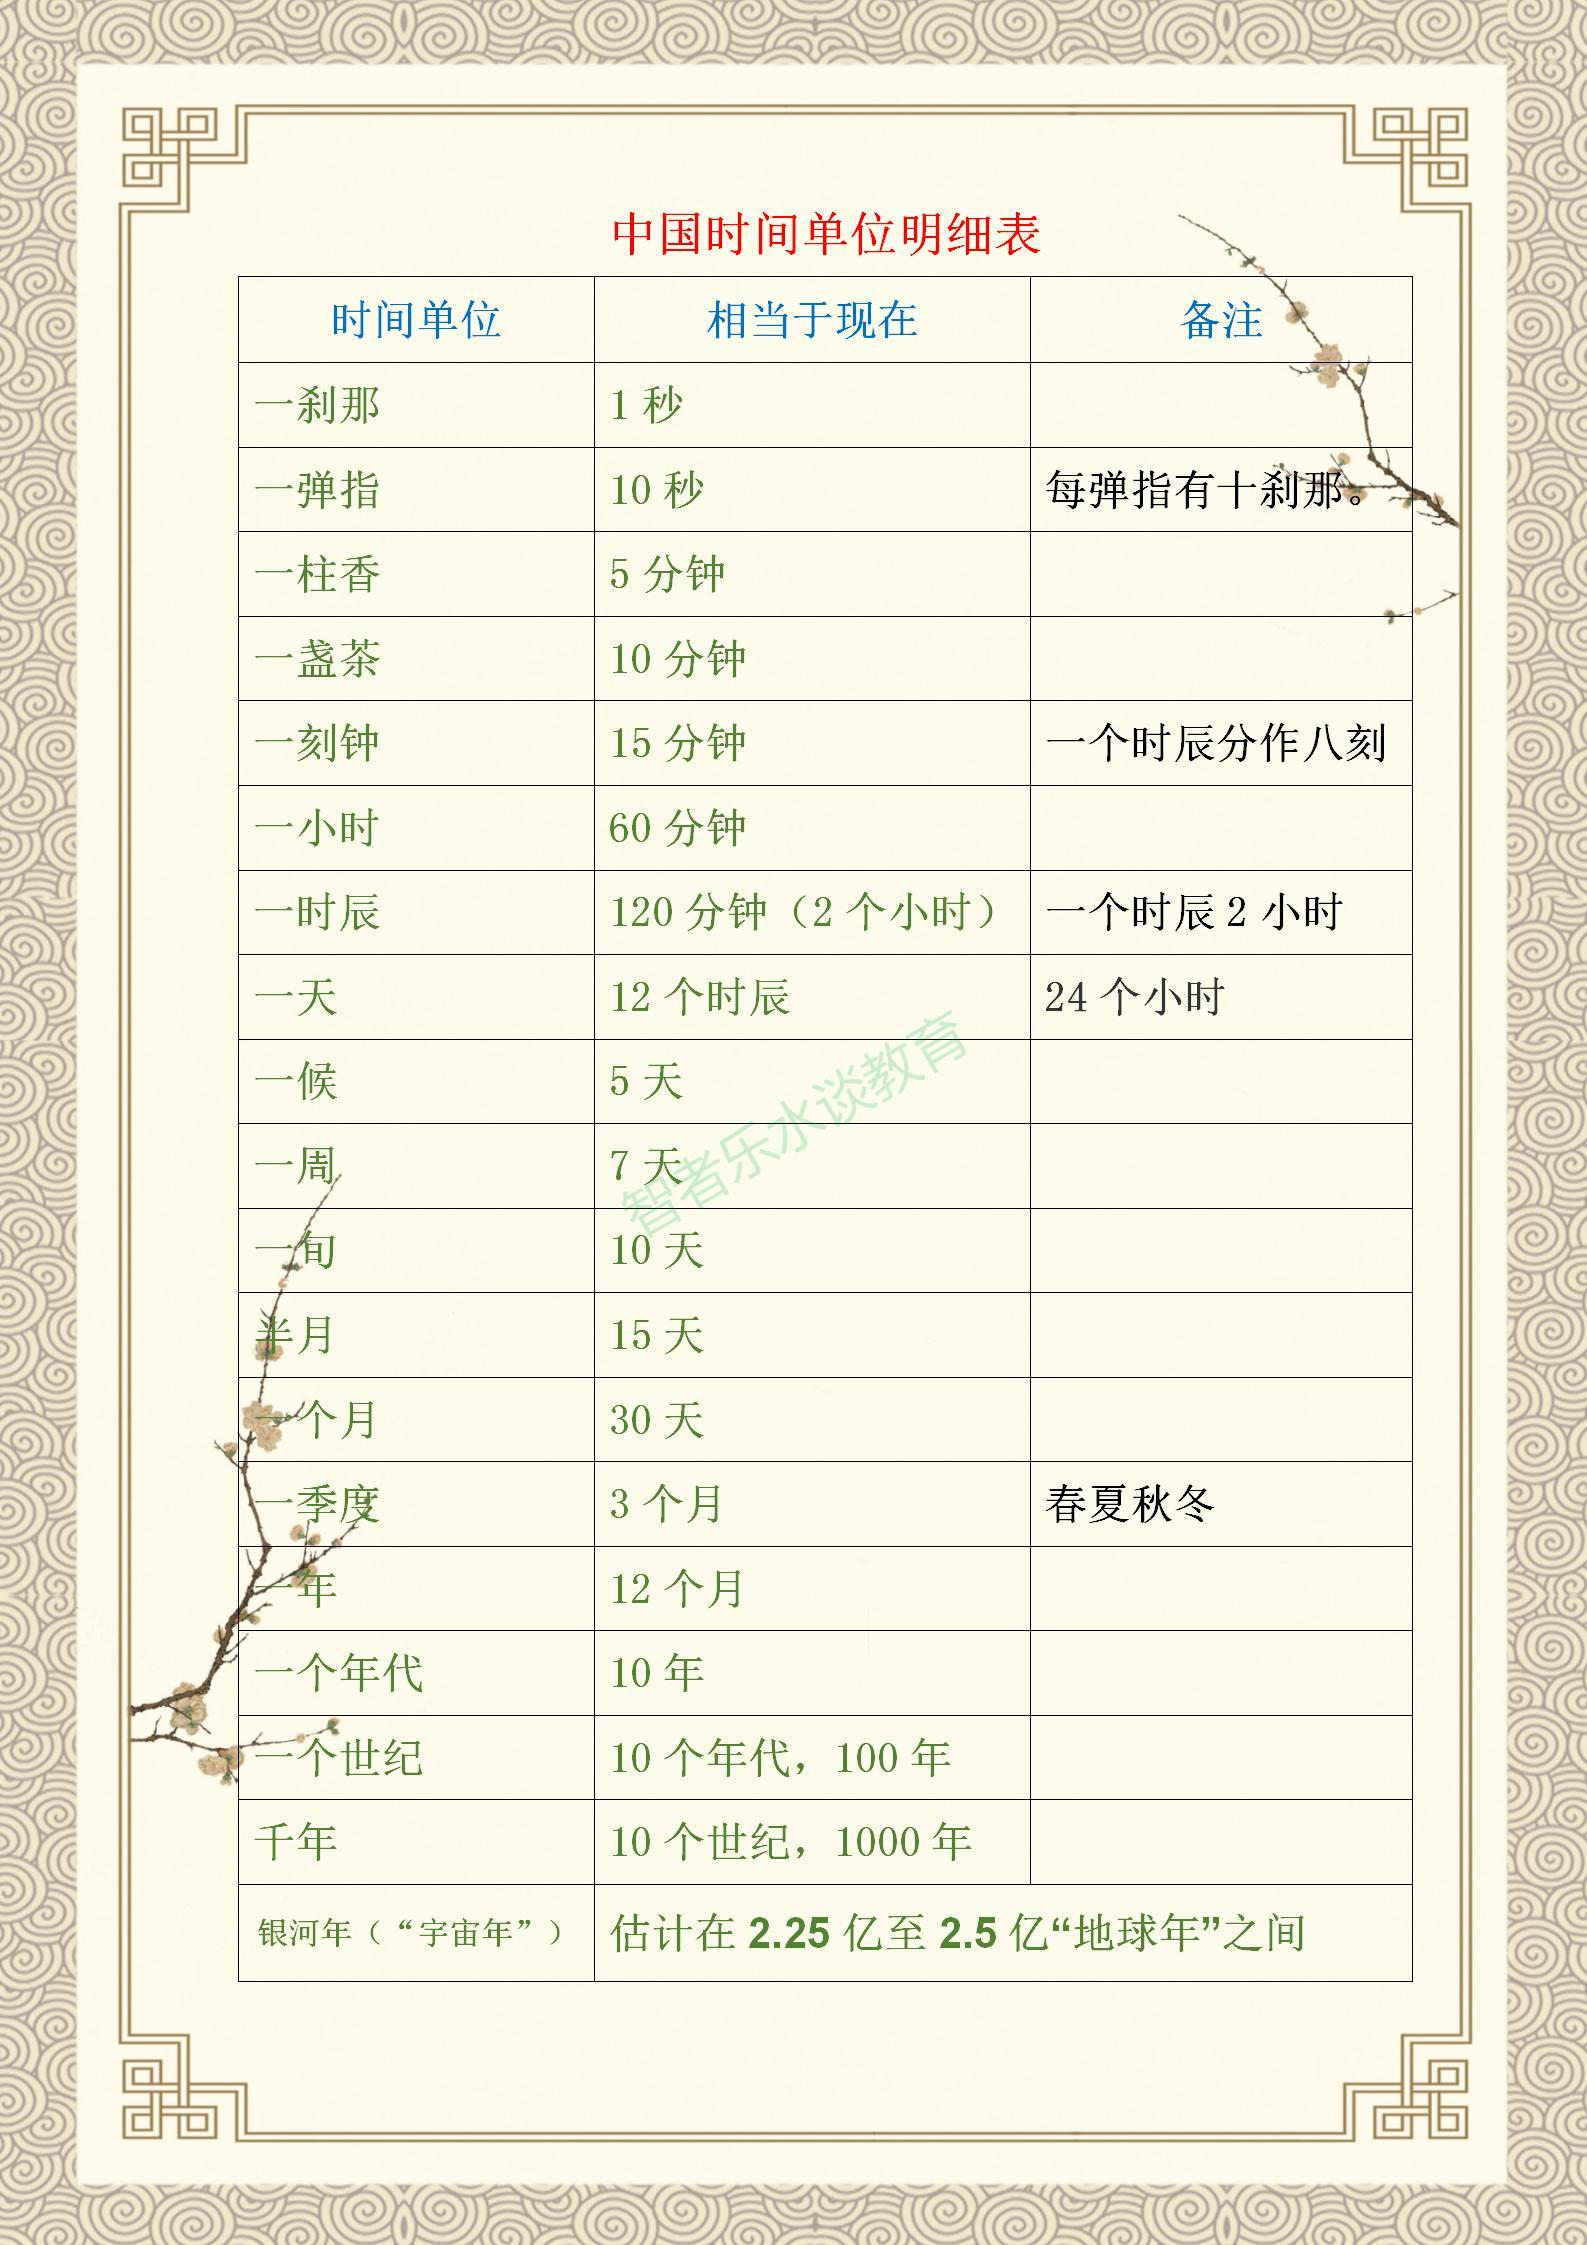 中国时间单位明细表
时间单位 相当于现在 备注
一刹那 1 秒
一弹指 10 秒 每弹指有十刹那。
一柱香 5 分钟
一盏茶 10 分钟
一刻钟 15 分钟 一个时辰分作八刻
一小时 60 分钟
一时辰 120 分钟（2 个小时） 一个时辰 2 小时
一天 12 个时辰 24 个小时
一候 5 天
一周 7 天
一旬 10 天
半月 15 天
一个月 30 天
一季度 3 个月 春夏秋冬
一年 12 个月
一个年代 10 年
一个世纪 10 个年代，100 年
千年 10 个世纪，1000 年
银河年（“宇宙年”） 估计在 2.25 亿至 2.5 亿“地球年”之间
智者乐水谈教育